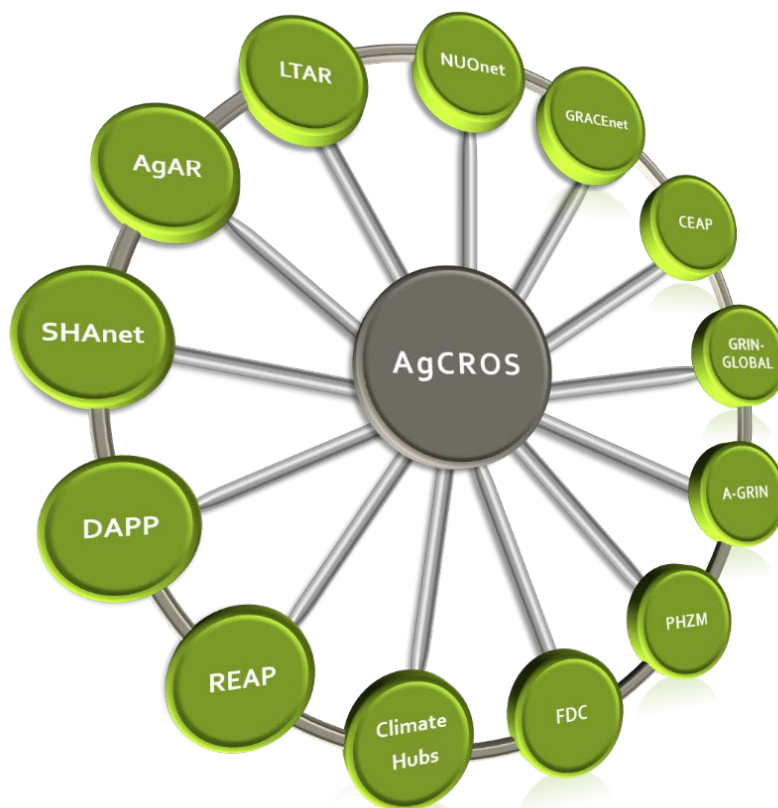 NUOnet
LTAR
GRACEnet
AgAR
CEAP
SHAnet
GRIN-
GLOBAL
AgCROS
A-GRIN
DAPP
PHZM
REAP
FDC
Climate
Hubs